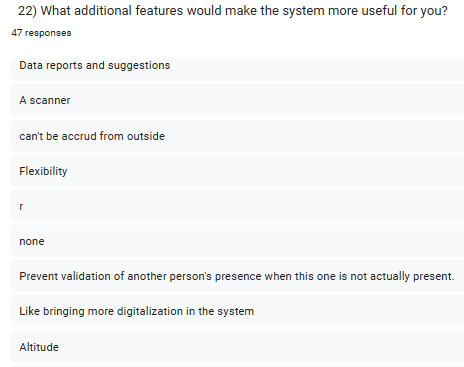 22) What additional features would make the system more useful for you?
47 responses
Data reports and suggestions
A scanner
can't be accrud from outside
Flexibility
r
none
Prevent validation of another person's presence when this one is not actually present.
Like bringing more digitalization in the system
Altitude